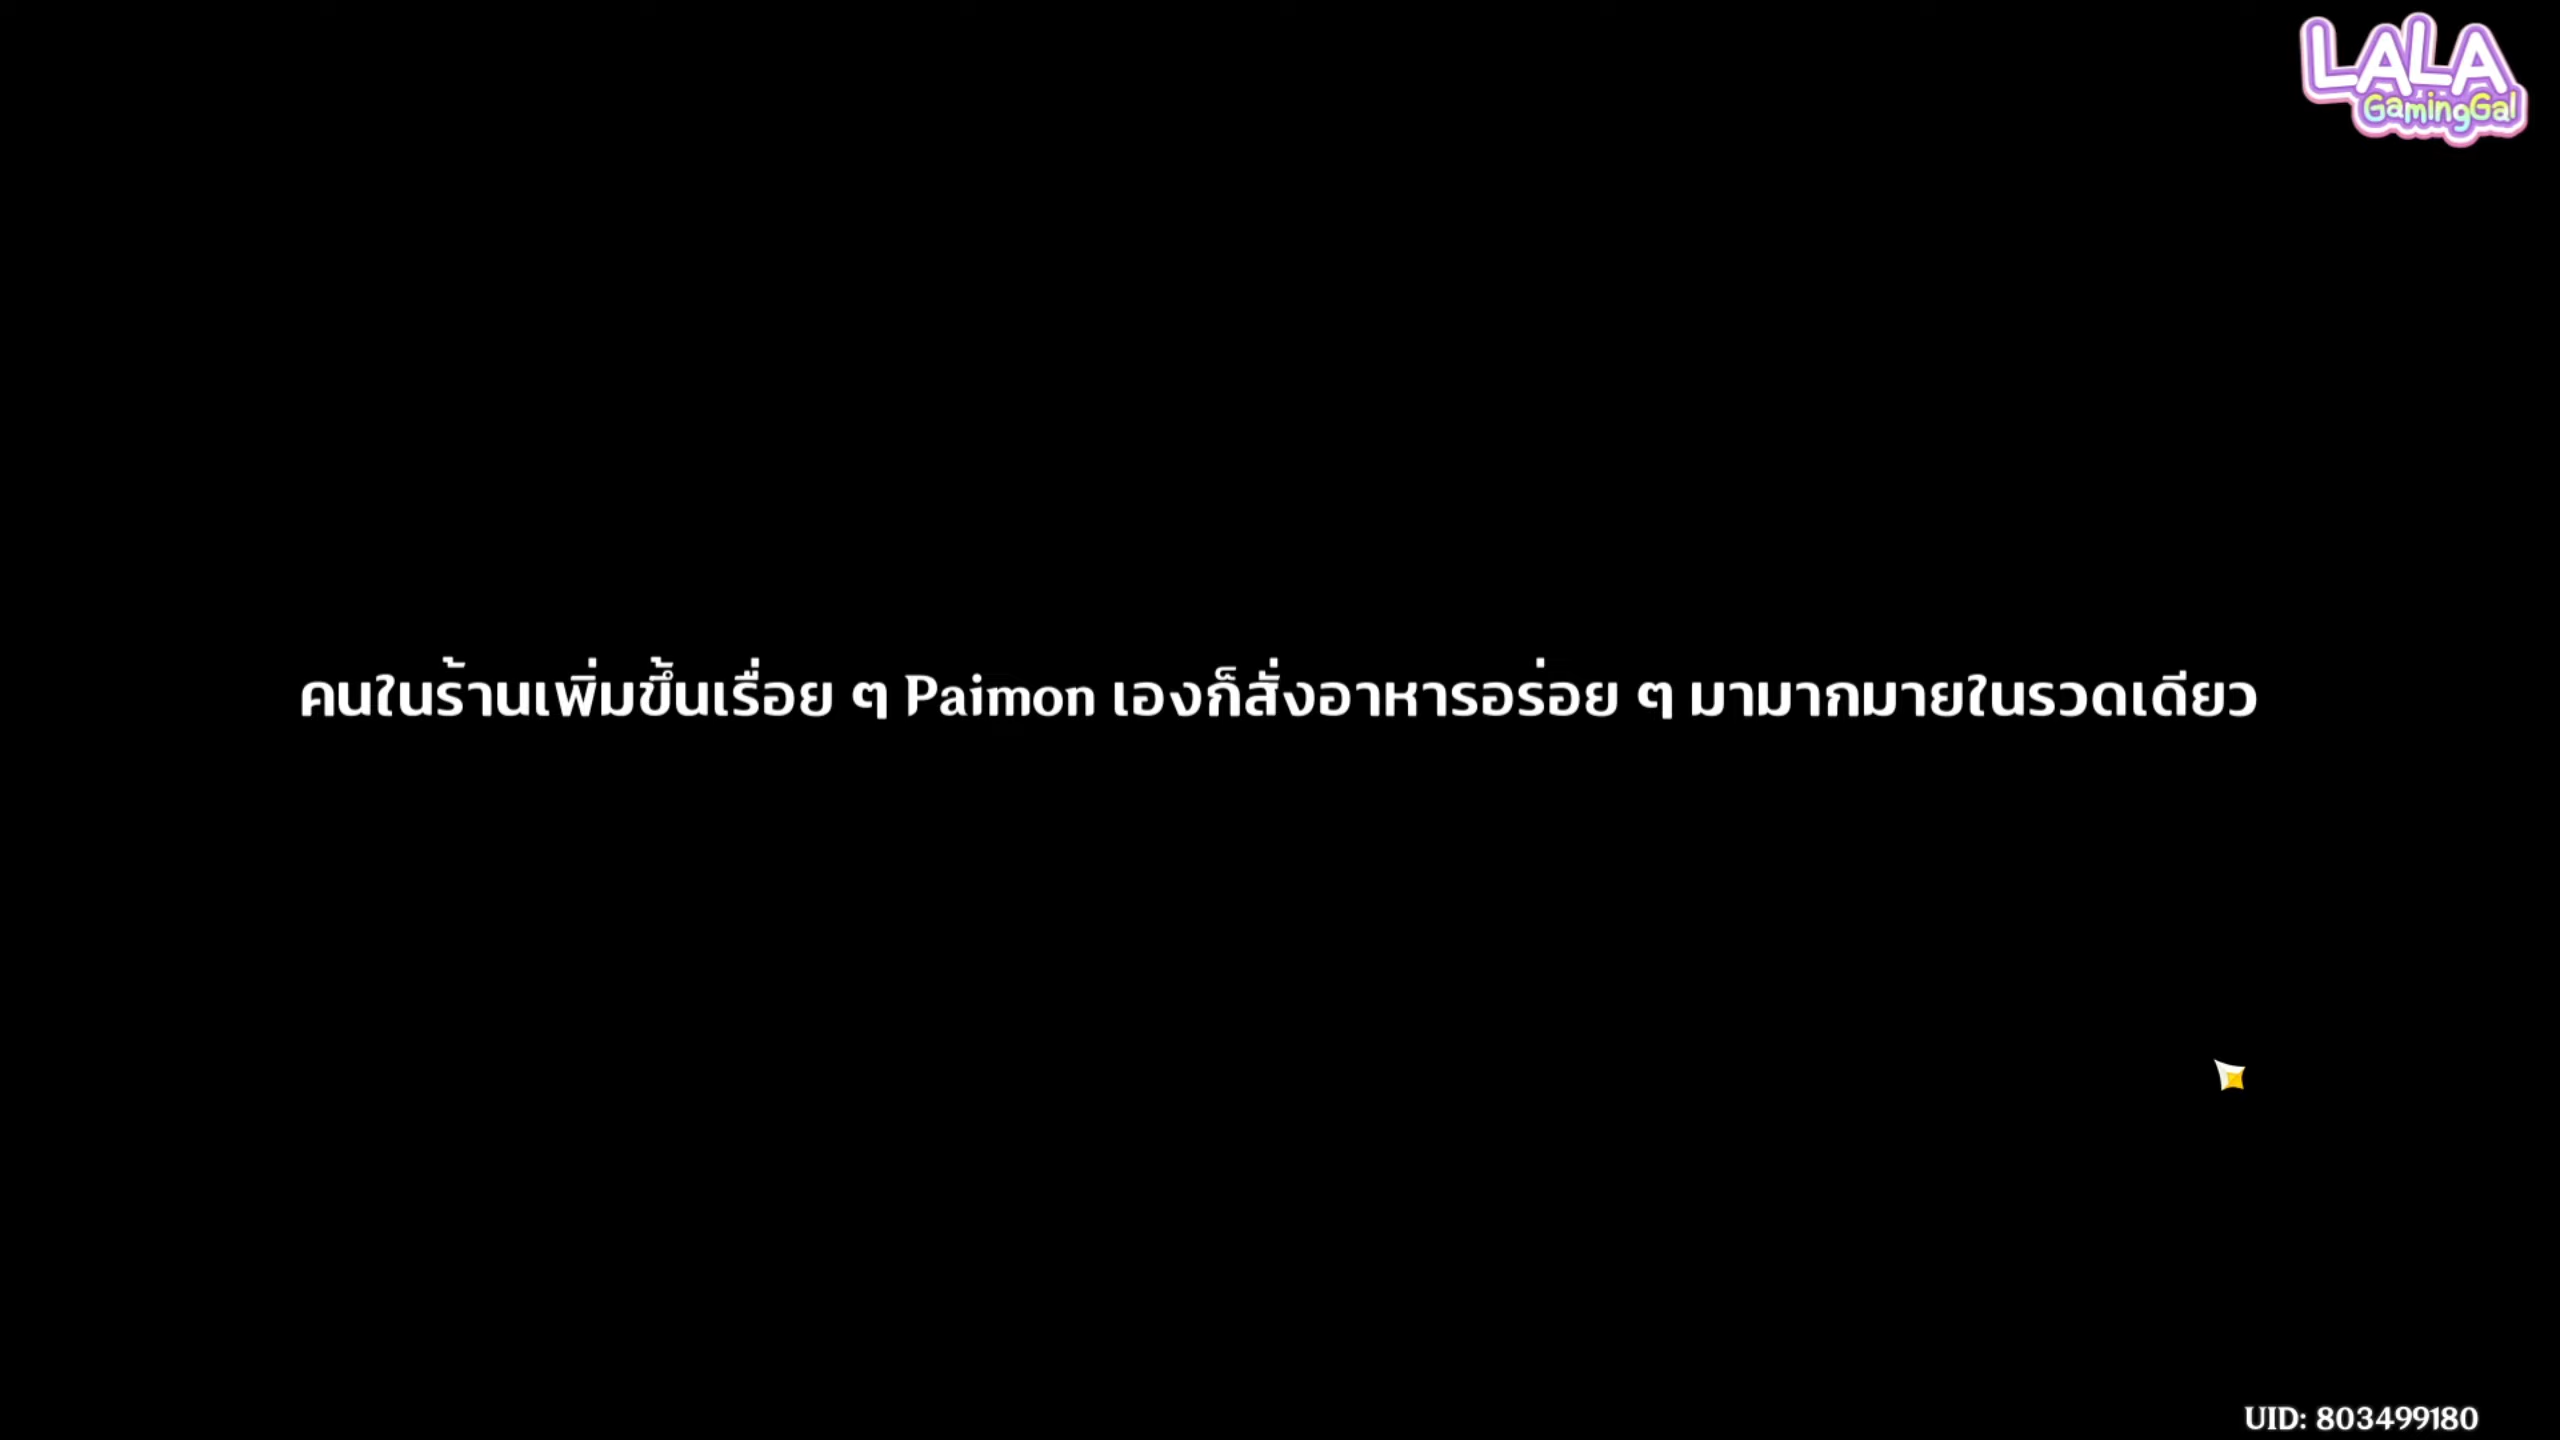 LALA
GamingGal
คนในร้านเพิ่มขึ้นเรื่อย ๆ Paimon เองก็สั่งอาหารอร่อย ๆ มามากมายในรวดเดียว
UID: 803499180